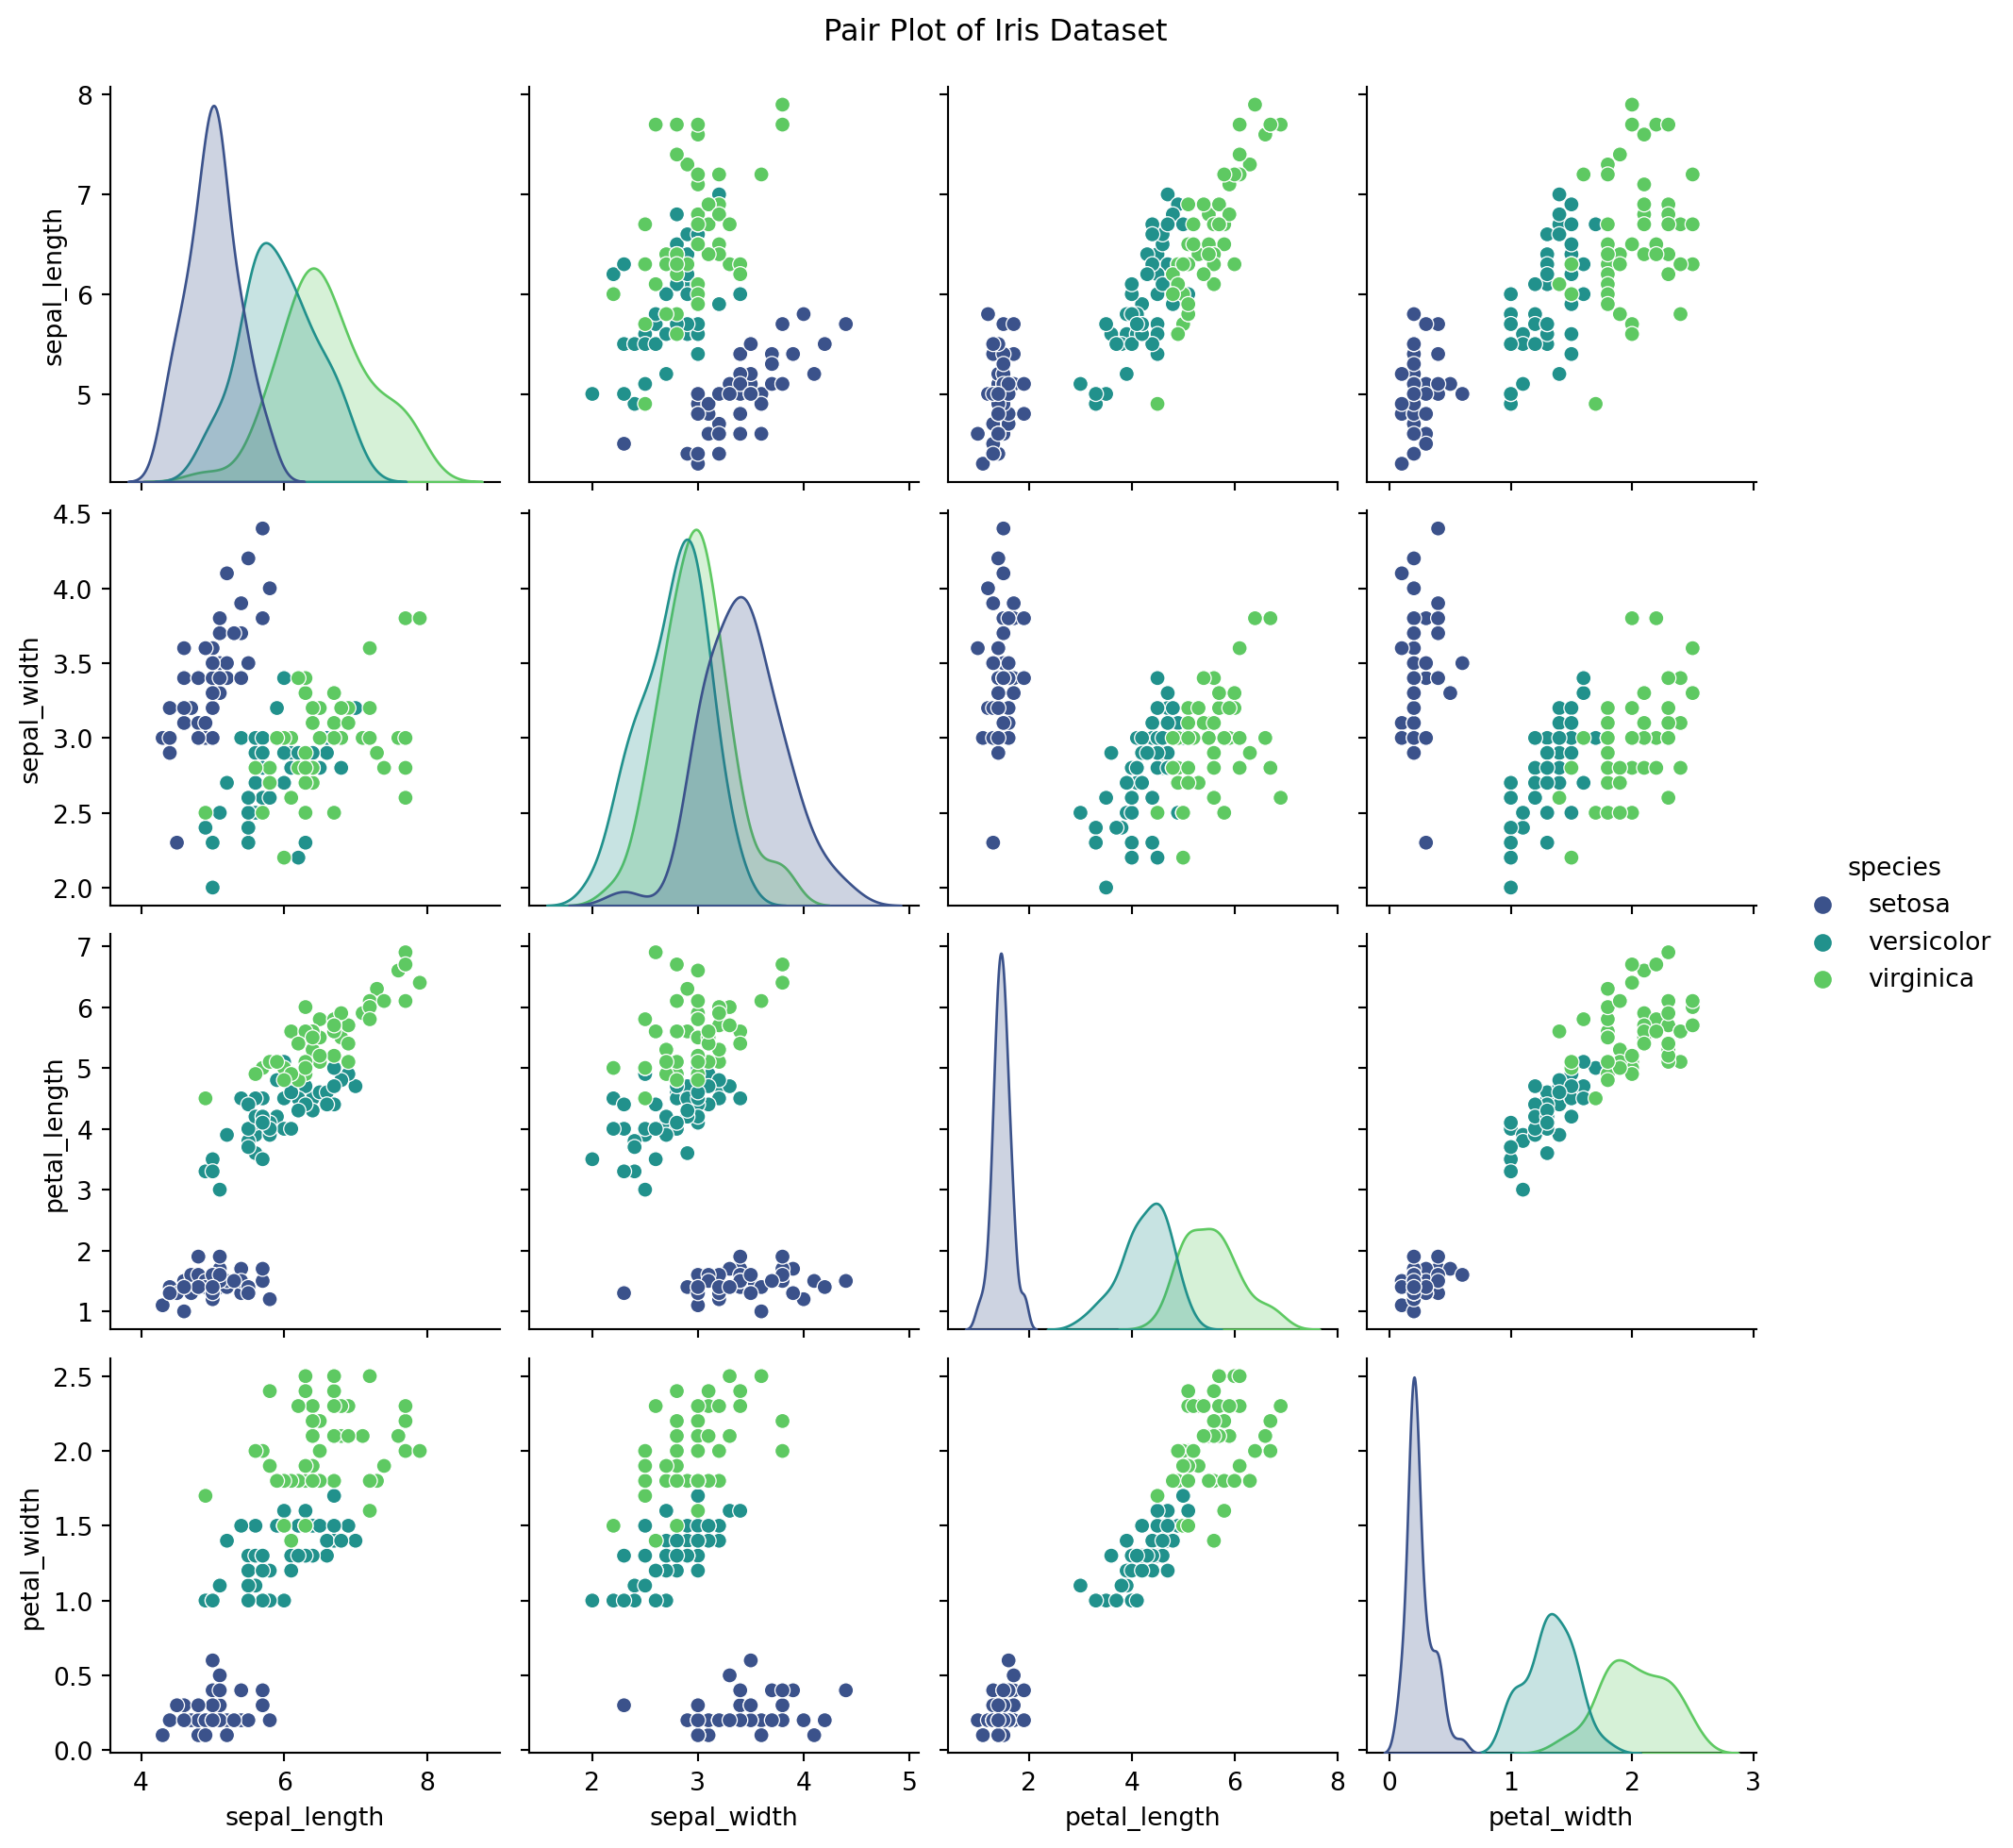 Pair Plot of Iris Dataset
8
7
6
5
sepal_length
4.5
4.0
3.5
3.0
2.5
2.0
sepal_width
species
setosa
versicolor
virginica
7
6
5
4
3
2
1
petal_length
2.5
2.0
1.5
1.0
0.5
0.0
petal_width
4 6 8
2 3 4 5
2 4 6 8
0 1 2 3
sepal_length
sepal_width
petal_length
petal_width